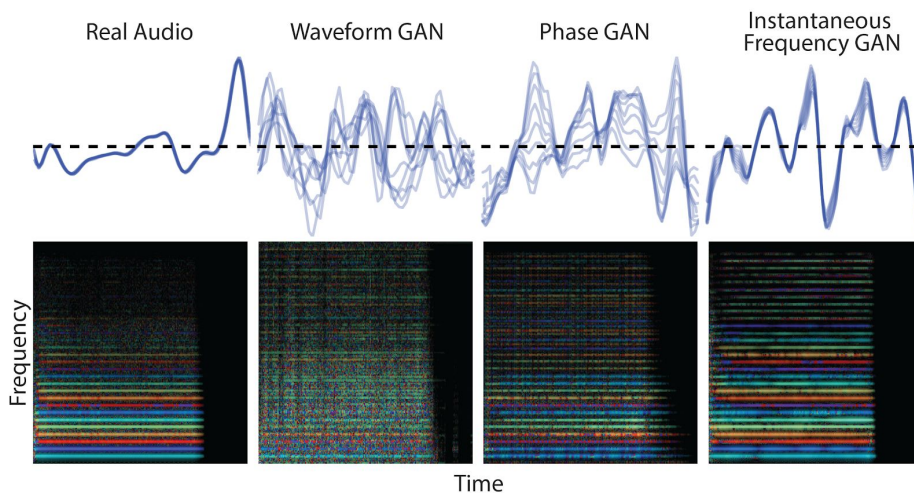 Real Audio
Waveform GAN
Phase GAN
Instantaneous
Frequency GAN
Frequency
Time